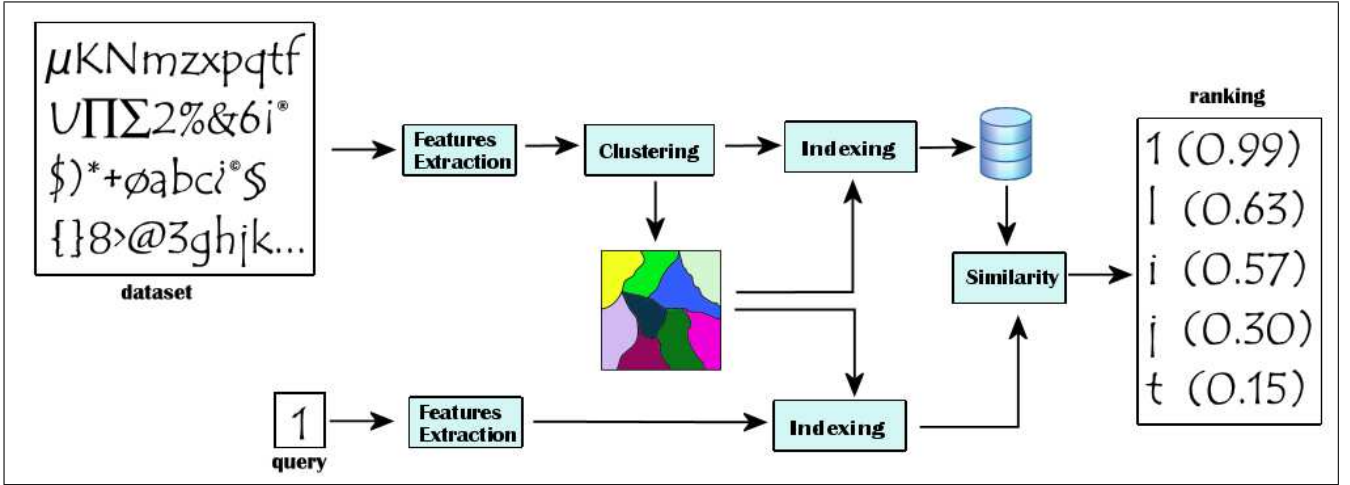 µKNmzxpqtf
U∏∑2%&6i®
$)*+øabci©§
{}8>@3ghjk...
dataset
Features
Extraction
Clustering
Indexing
ranking
1 (0.99)
l (0.63)
i (0.57)
j (0.30)
t (0.15)
Similarity
1
query
Features
Extraction
Indexing